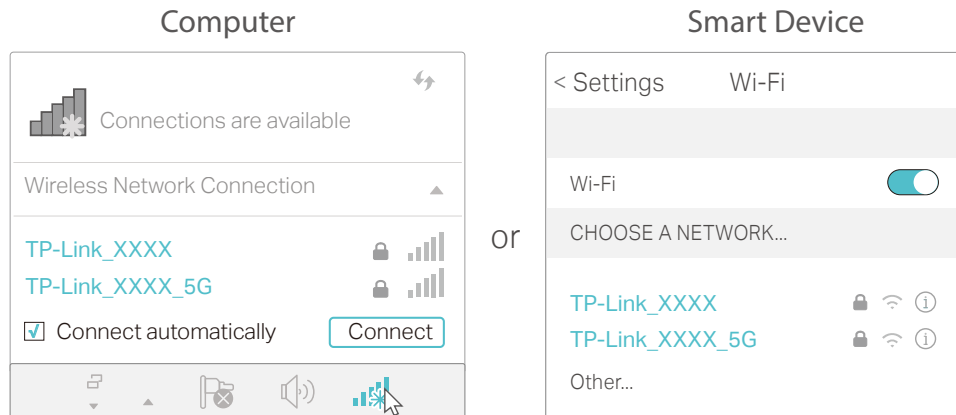 Computer
Connections are available
Wireless Network Connection
TP-Link_XXXX
TP-Link_XXXX_5G
Connect automatically
Connect
or
Smart Device
< Settings
Wi-Fi
Wi-Fi
CHOOSE A NETWORK...
TP-Link_XXXX
TP-Link_XXXX_5G
Other...